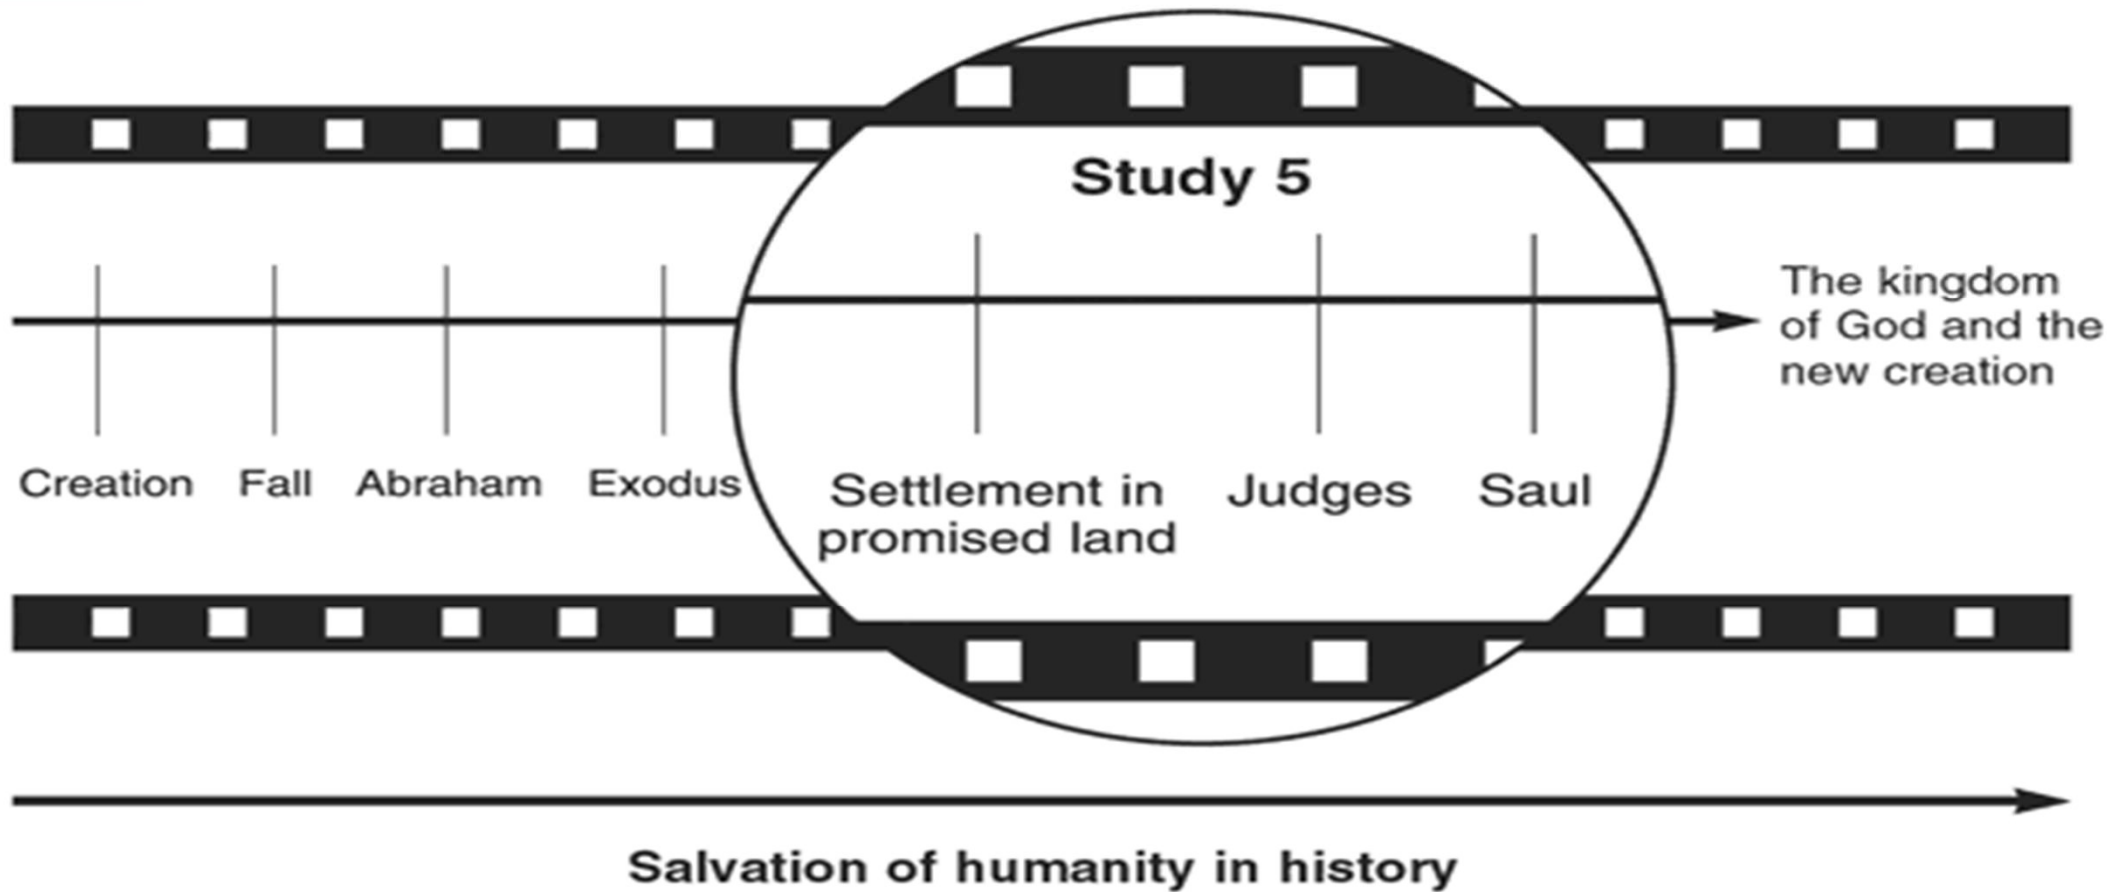 Study 5
The kingdom
of God and the
new creation
Creation
Fall
Abraham
Exodus
Settlement in
promised land
Judges
Saul
Salvation of humanity in history